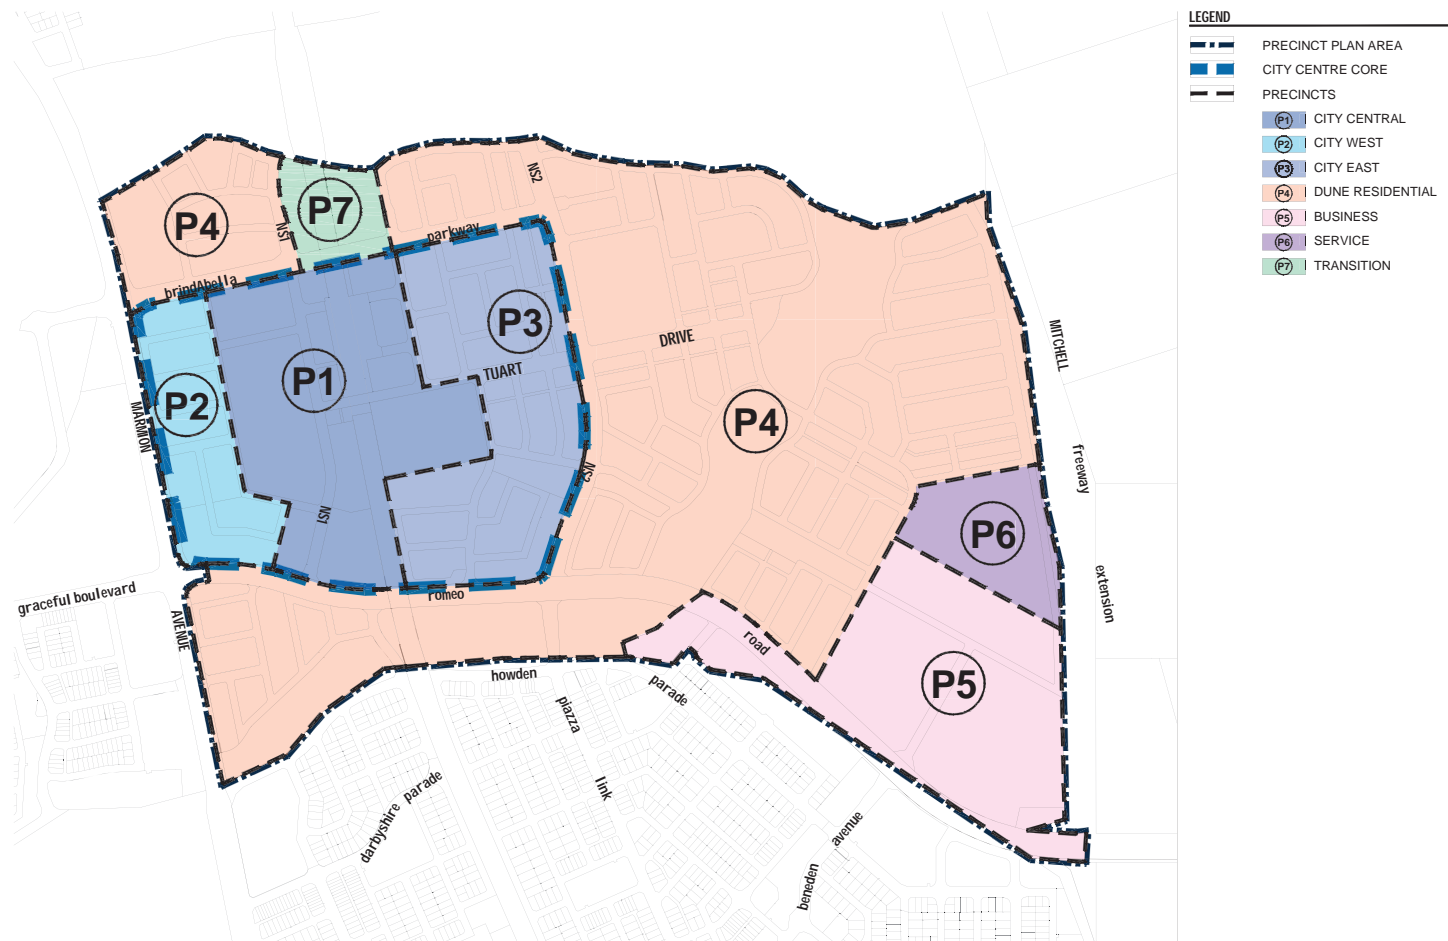 LEGEND
PRECINCT PLAN AREA
CITY CENTRE CORE
PRECINCTS
P1 CITY CENTRAL
P2 CITY WEST
P3 CITY EAST
P4 DUNE RESIDENTIAL
P5 BUSINESS
P6 SERVICE
P7 TRANSITION
NS2
P4
P7
NS1
parkway
brindAbella
P3
DRIVE
MITCHELL
TUART
P1
P2
MARMION
P4
freeway
NS2
NS1
P6
extension
graceful boulevard
romeo
AVENUE
road
howden
P5
parade
piazza
link
darbyshire parade
avenue
beneden